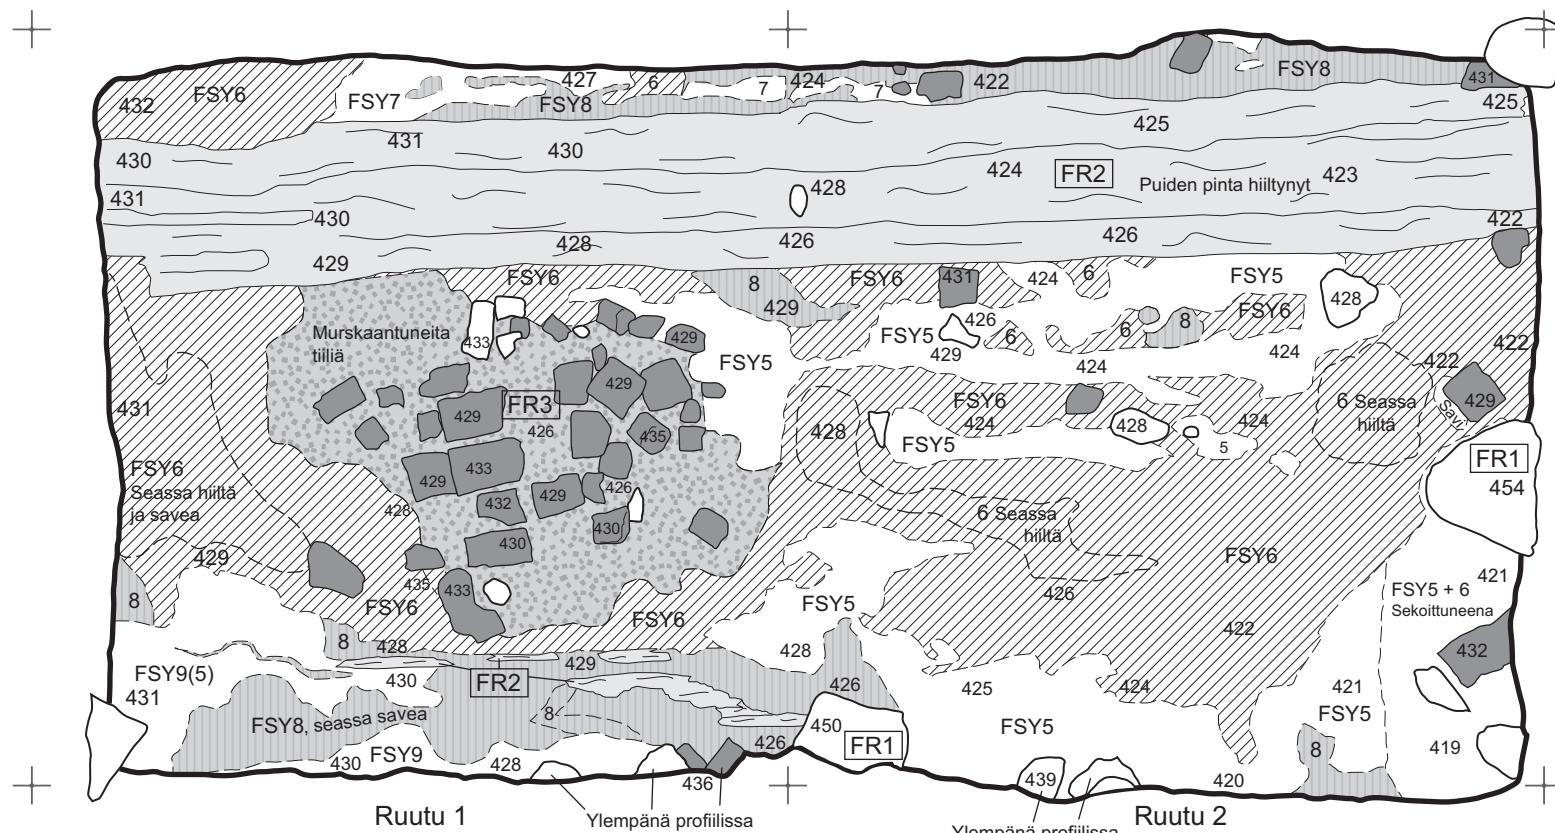 432
FSY6
FSY7
427
FSY8
6
7
424
7
422
FSY8
431
425
431
430
430
425
424
FR2
Puiden pinta hiiltynyt
423
431
430
428
422
428
426
426
429
FSY6
8
429
FSY6
431
424
6
FSY5
428
Murskaantuneita
tiiliä
433
429
FSY5
FSY5
426
429
6
6
8
FSY6
424
424
422
422
431
429
FR3
429
426
435
FSY6
424
428
FSY5
428
424
5
6 Seassa
hiiltä
Savi
429
FR1
454
FSY6
Seassa hiiltä
ja savea
429
433
432
429
426
430
430
428
6 Seassa
hiiltä
FSY6
429
435
433
8
FSY6
FSY6
FSY5
426
422
421
FSY5 + 6
Sekoittuneena
8
428
429
428
432
FSY9(5)
431
430
FR2
426
425
424
421
FSY5
FSY8, seassa savea
8
426
450
FR1
FSY5
8
419
430
FSY9
428
436
439
420
Ruutu 1
Ylempänä profiilissa
Ylempänä profiilissa
Ruutu 2